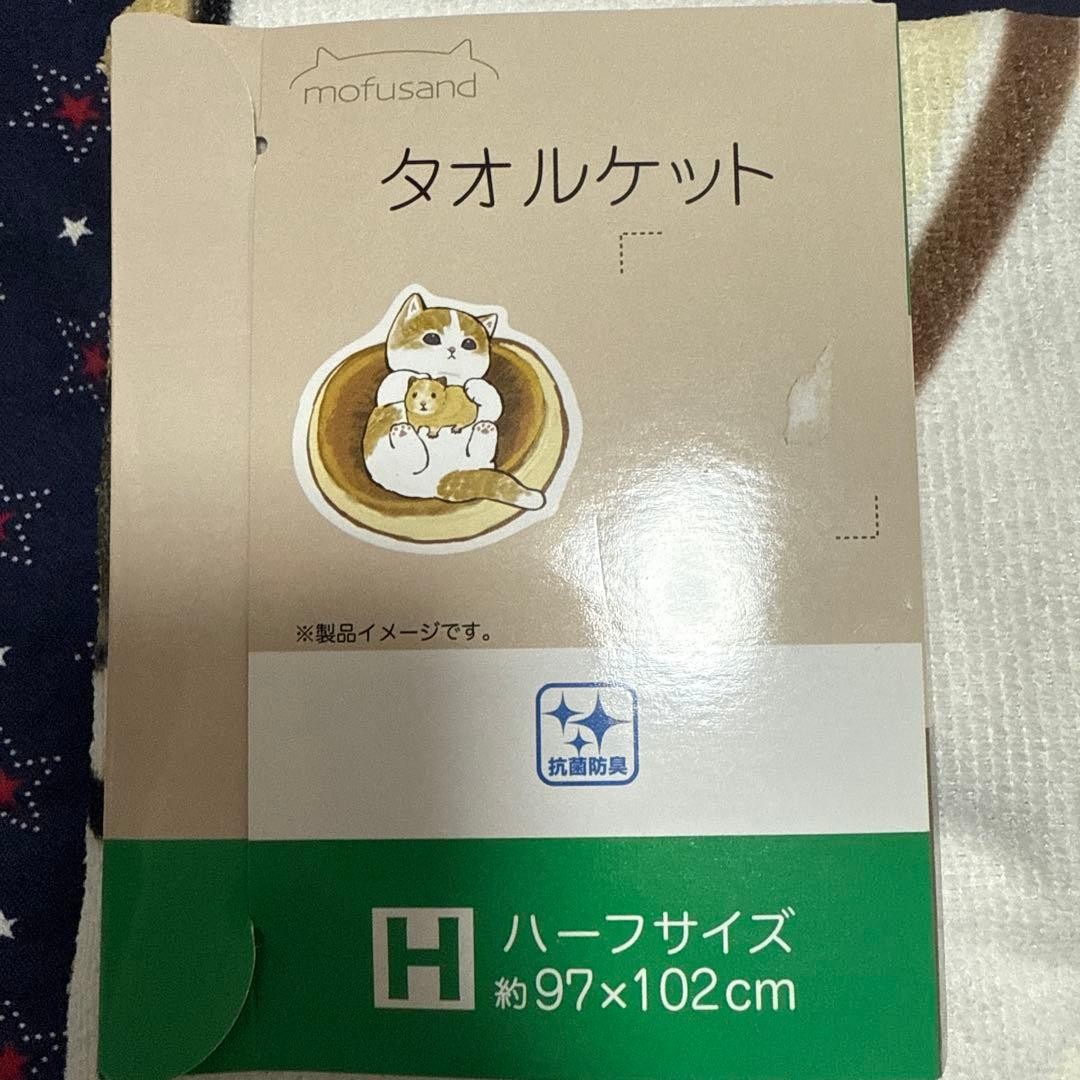 mofusand
タオルケット
※製品イメージです。
抗菌防臭
H ハーフサイズ
約97×102cm